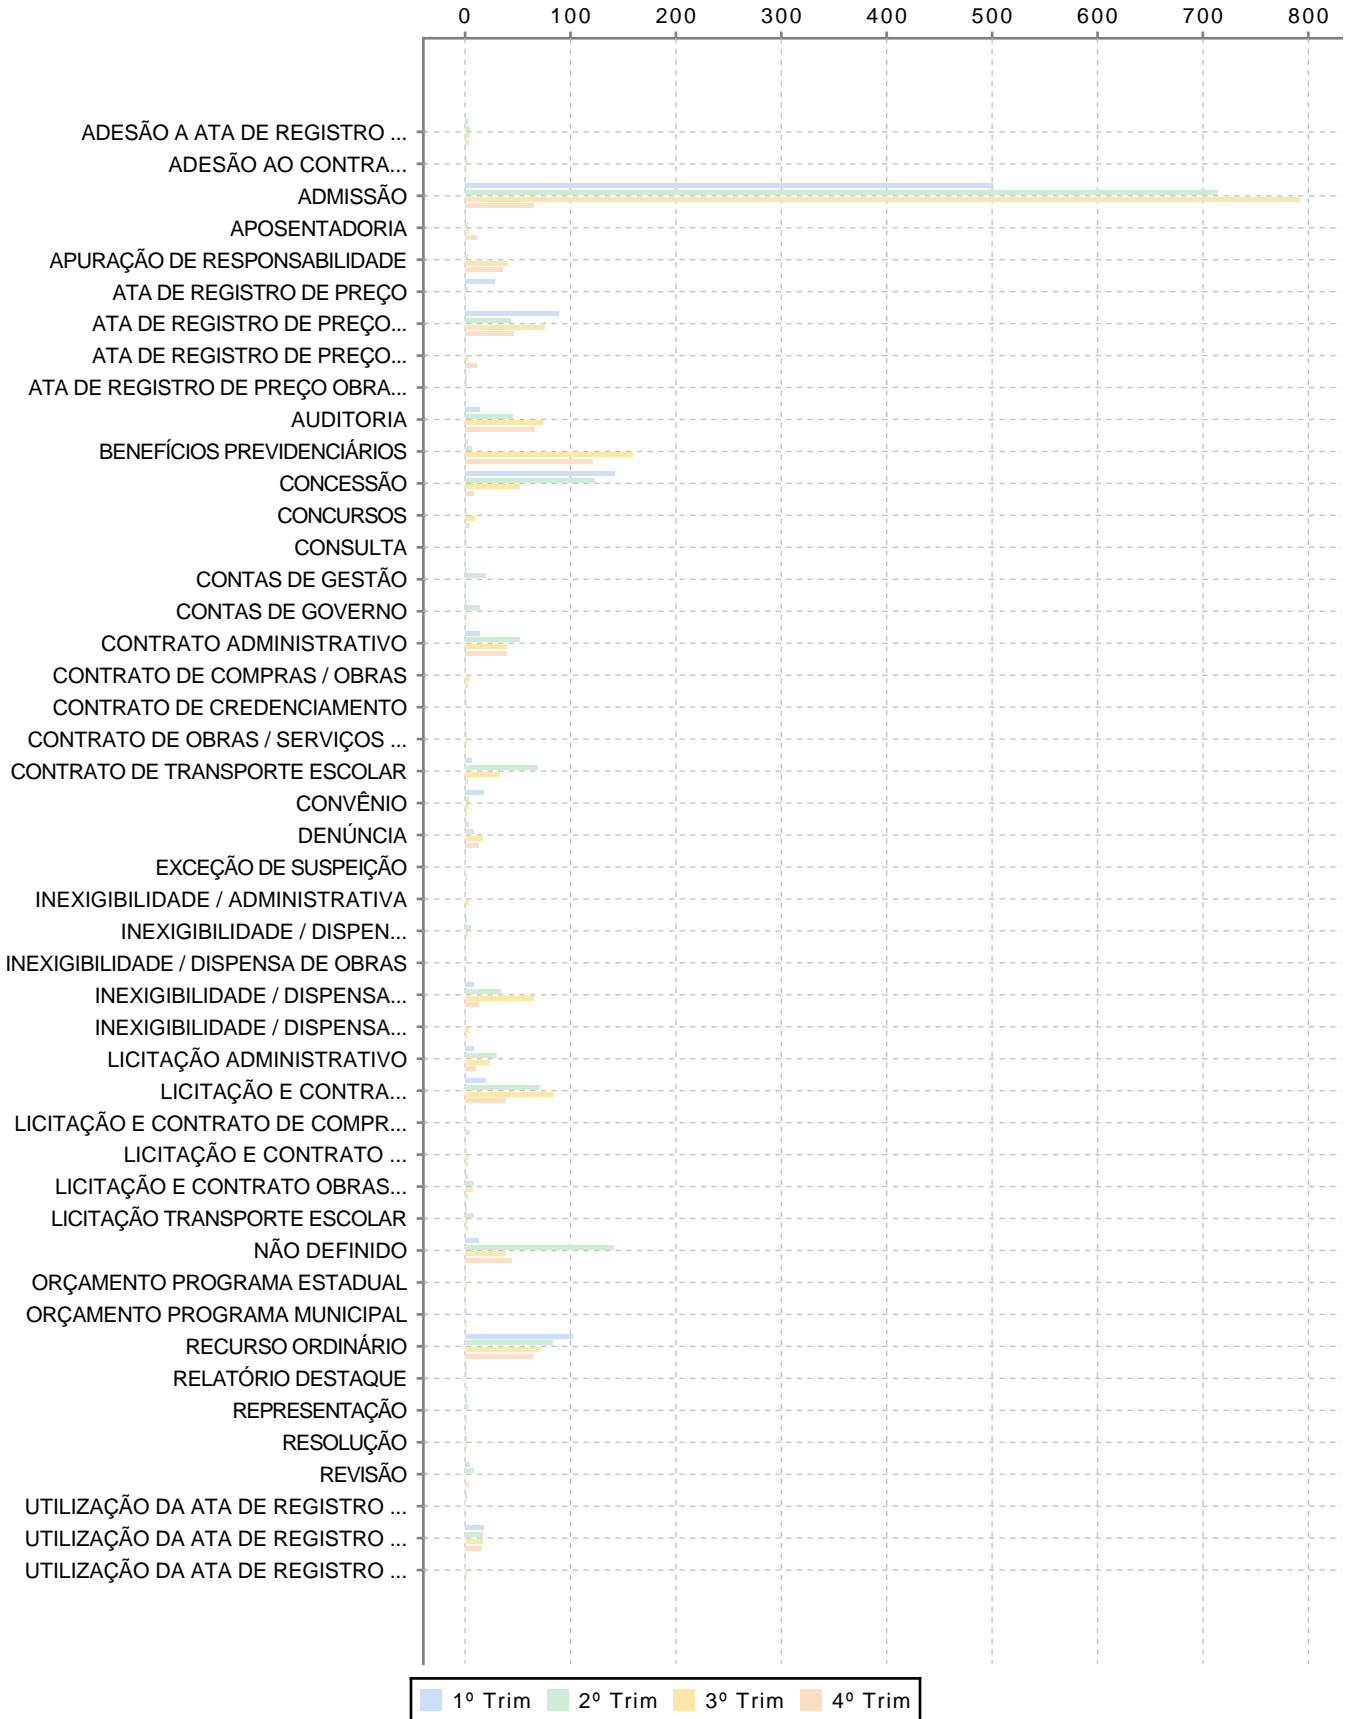 0 100 200 300 400 500 600 700 800
ADESÃO A ATA DE REGISTRO ...
ADESÃO AO CONTRA...
ADMISSÃO
APOSENTADORIA
APURAÇÃO DE RESPONSABILIDADE
ATA DE REGISTRO DE PREÇO
ATA DE REGISTRO DE PREÇO...
ATA DE REGISTRO DE PREÇO...
ATA DE REGISTRO DE PREÇO OBRA...
AUDITORIA
BENEFÍCIOS PREVIDENCIÁRIOS
CONCESSÃO
CONCURSOS
CONSULTA
CONTAS DE GESTÃO
CONTAS DE GOVERNO
CONTRATO ADMINISTRATIVO
CONTRATO DE COMPRAS / OBRAS
CONTRATO DE CREDENCIAMENTO
CONTRATO DE OBRAS / SERVIÇOS ...
CONTRATO DE TRANSPORTE ESCOLAR
CONVÊNIO
DENÚNCIA
EXCEÇÃO DE SUSPEIÇÃO
INEXIGIBILIDADE / ADMINISTRATIVA
INEXIGIBILIDADE / DISPEN...
INEXIGIBILIDADE / DISPENSA DE OBRAS
INEXIGIBILIDADE / DISPENSA...
INEXIGIBILIDADE / DISPENSA...
LICITAÇÃO ADMINISTRATIVO
LICITAÇÃO E CONTRA...
LICITAÇÃO E CONTRATO DE COMPR...
LICITAÇÃO E CONTRATO ...
LICITAÇÃO E CONTRATO OBRAS...
LICITAÇÃO TRANSPORTE ESCOLAR
NÃO DEFINIDO
ORÇAMENTO PROGRAMA ESTADUAL
ORÇAMENTO PROGRAMA MUNICIPAL
RECURSO ORDINÁRIO
RELATÓRIO DESTAQUE
REPRESENTAÇÃO
RESOLUÇÃO
REVISÃO
UTILIZAÇÃO DA ATA DE REGISTRO ...
UTILIZAÇÃO DA ATA DE REGISTRO ...
UTILIZAÇÃO DA ATA DE REGISTRO ...
1º Trim 2º Trim 3º Trim 4º Trim